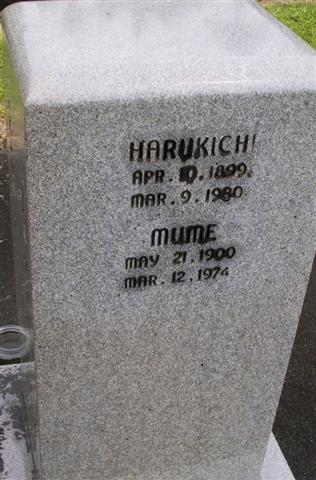 HARUKICHI
APR. 10. 1899.
MAR. 9. 1980
MUME
MAY 21. 1900
MAR. 12. 1974